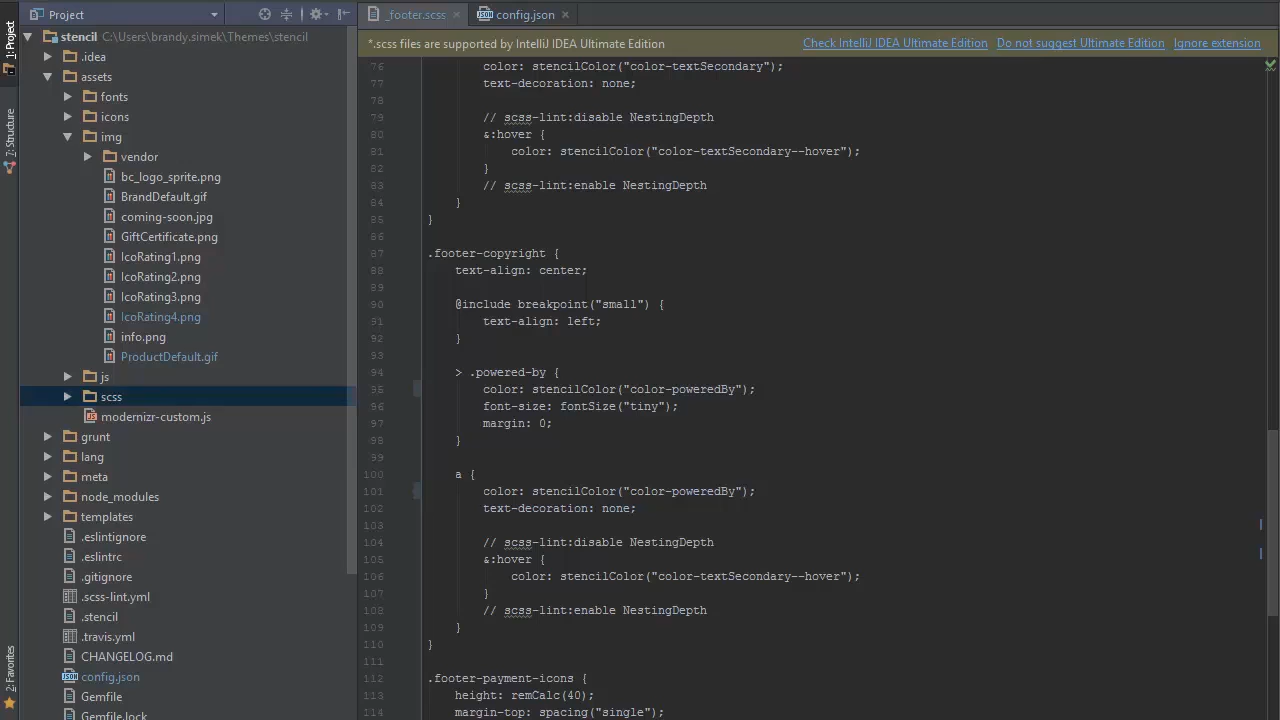 1: Project
7: Structure
2: Favorites
Project
stencil C:\Users\brandy.simek\Themes\stencil
.idea
assets
fonts
icons
img
vendor
bc_logo_sprite.png
BrandDefault.gif
coming-soon.jpg
GiftCertificate.png
IcoRating1.png
IcoRating2.png
IcoRating3.png
IcoRating4.png
info.png
ProductDefault.gif
js
scss
modernizr-custom.js
grunt
lang
meta
node_modules
templates
.eslintignore
.eslintrc
.gitignore
.scss-lint.yml
.stencil
.travis.yml
CHANGELOG.md
config.json
Gemfile
Gemfile.lock
_footer.scss
config.json
*.scss files are supported by IntelliJ IDEA Ultimate Edition Check IntelliJ IDEA Ultimate Edition Do not suggest Ultimate Edition Ignore extension
76 color: stencilColor("color-textSecondary");
77 text-decoration: none;
78
79 // scss-lint:disable NestingDepth
80 &:hover {
81 color: stencilColor("color-textSecondary--hover");
82 }
83 // scss-lint:enable NestingDepth
84 }
85 }
86
87 .footer-copyright {
88 text-align: center;
89
90 @include breakpoint("small") {
91 text-align: left;
92 }
93
94 > .powered-by {
95 color: stencilColor("color-poweredBy");
96 font-size: fontSize("tiny");
97 margin: 0;
98 }
99
100 a {
101 color: stencilColor("color-poweredBy");
102 text-decoration: none;
103
104 // scss-lint:disable NestingDepth
105 &:hover {
106 color: stencilColor("color-textSecondary--hover");
107 }
108 // scss-lint:enable NestingDepth
109 }
110 }
111
112 .footer-payment-icons {
113 height: remCalc(40);
114 margin-top: spacing("single");